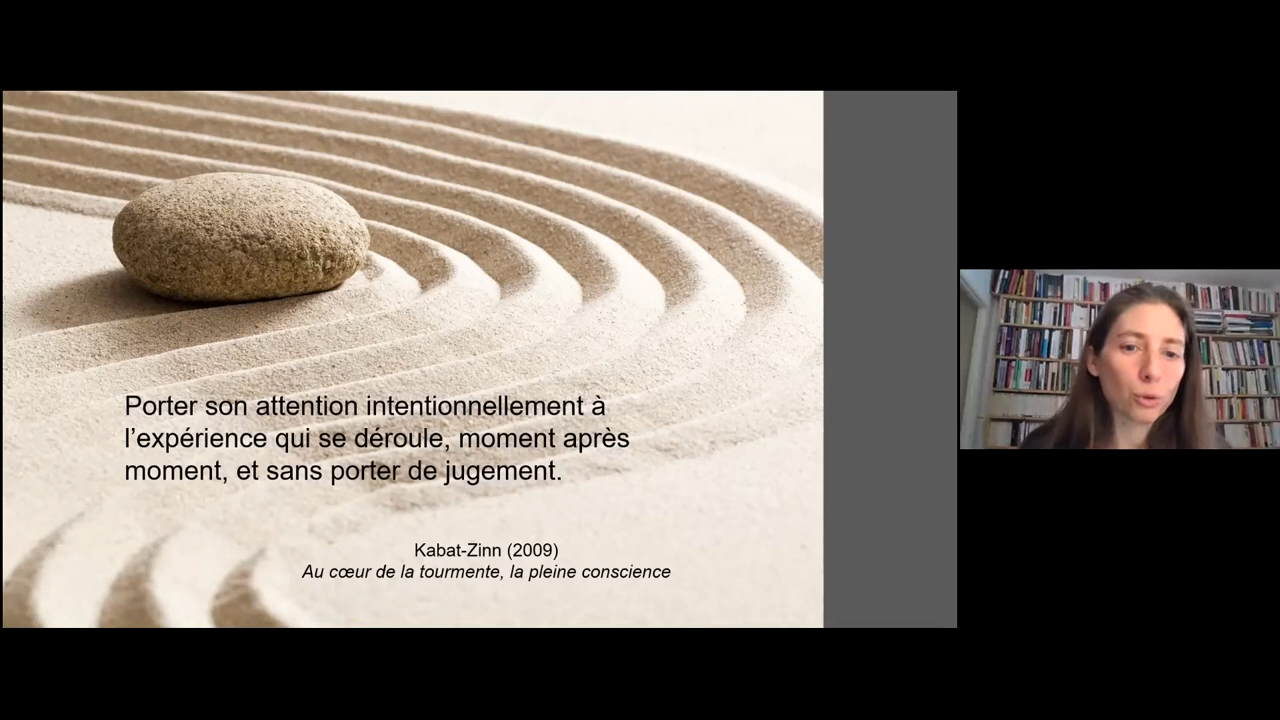 Porter son attention intentionnellement à
l’expérience qui se déroule, moment après
moment, et sans porter de jugement.
Kabat-Zinn (2009)
Au cœur de la tourmente, la pleine conscience